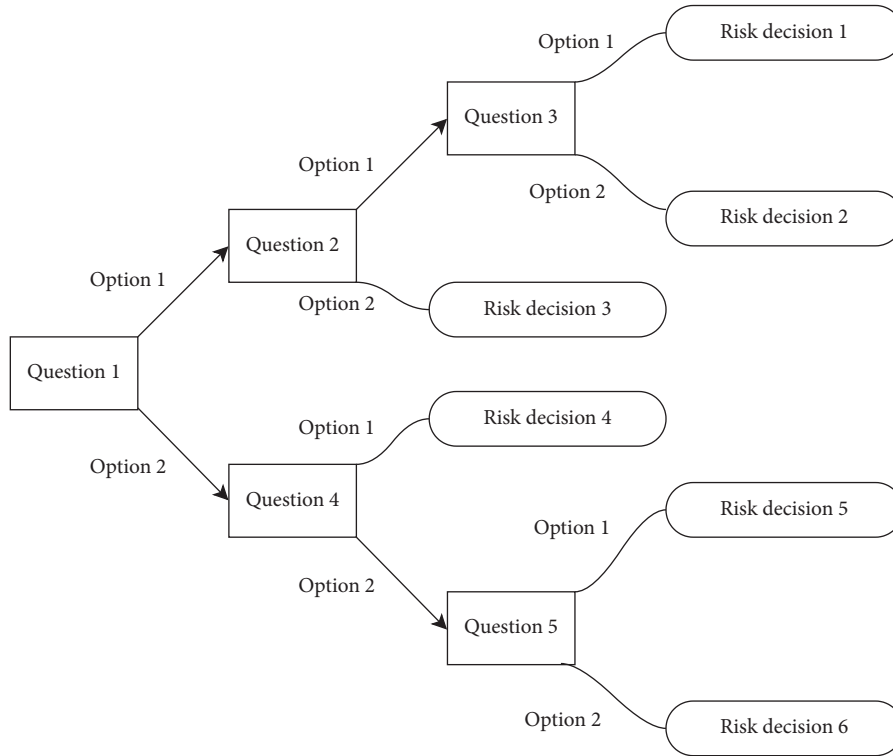 Option 1
Risk decision 1
Question 3
Option 1
Option 2
Risk decision 2
Question 2
Option 1
Option 2
Risk decision 3
Question 1
Option 1
Risk decision 4
Option 2
Question 4
Risk decision 5
Option 1
Option 2
Question 5
Option 2
Risk decision 6